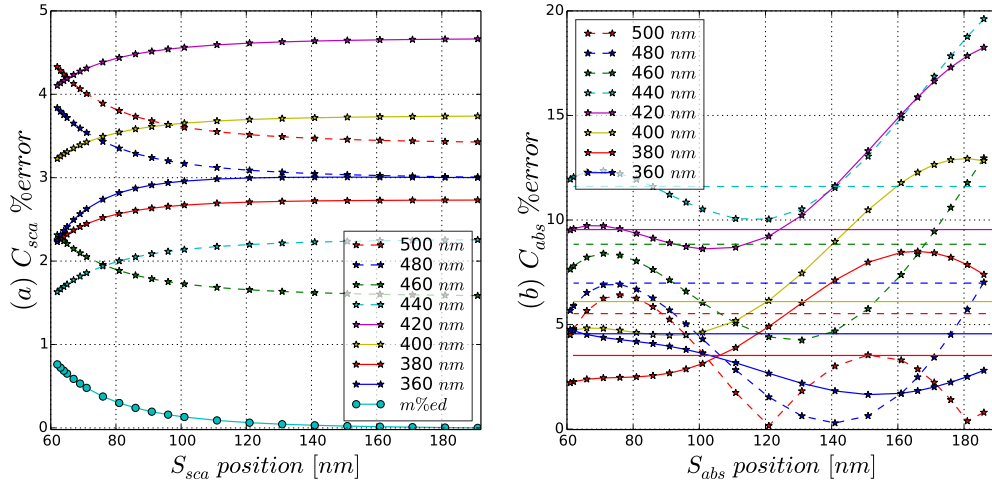 (a) C_sca %error
5
4
3
2
1
0
60 80 100 120 140 160 180
S_sca position [nm]
500 nm
480 nm
460 nm
440 nm
420 nm
400 nm
380 nm
360 nm
m%ed
(b) C_abs %error
20
15
10
5
0
60 80 100 120 140 160 180
S_abs position [nm]
500 nm
480 nm
460 nm
440 nm
420 nm
400 nm
380 nm
360 nm